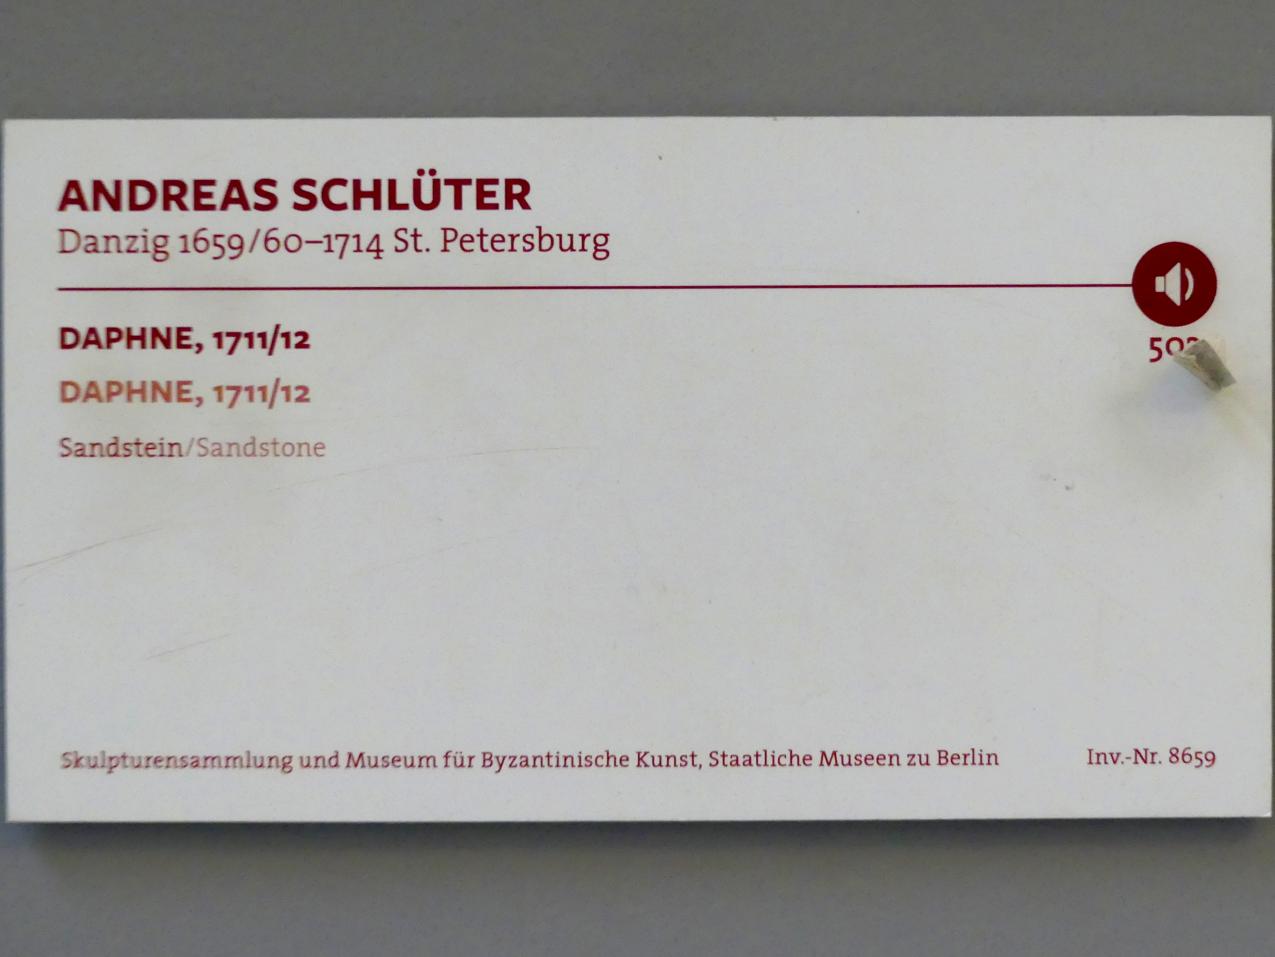 ANDREAS SCHLÜTER
Danzig 1659/60–1714 St. Petersburg
DAPHNE, 1711/12
DAPHNE, 1711/12
Sandstein/Sandstone
Skulpturensammlung und Museum für Byzantinische Kunst, Staatliche Museen zu Berlin
Inv.-Nr. 8659